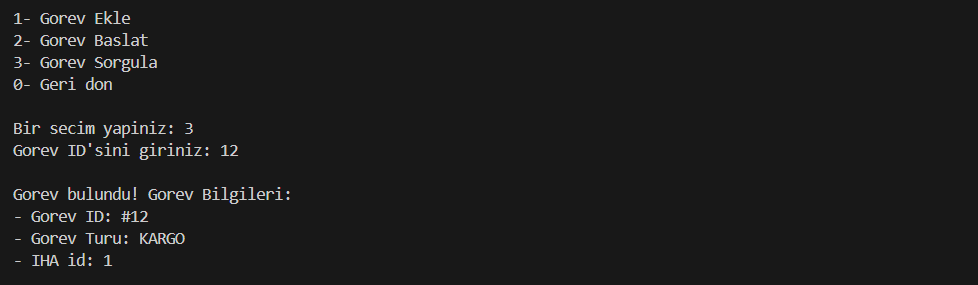 1- Gorev Ekle
2- Gorev Baslat
3- Gorev Sorgula
0- Geri don
Bir secim yapiniz: 3
Gorev ID'sini giriniz: 12
Gorev bulundu! Gorev Bilgileri:
- Gorev ID: #12
- Gorev Turu: KARGO
- IHA id: 1